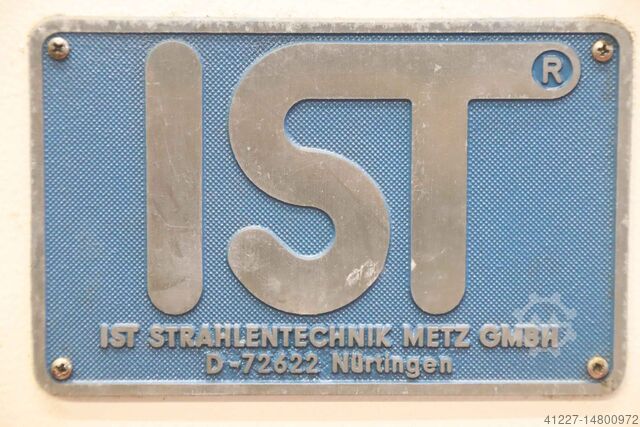 IST ®
IST STRAHLENTECHNIK METZ GMBH
D-72622 Nürtingen
41227-14800972